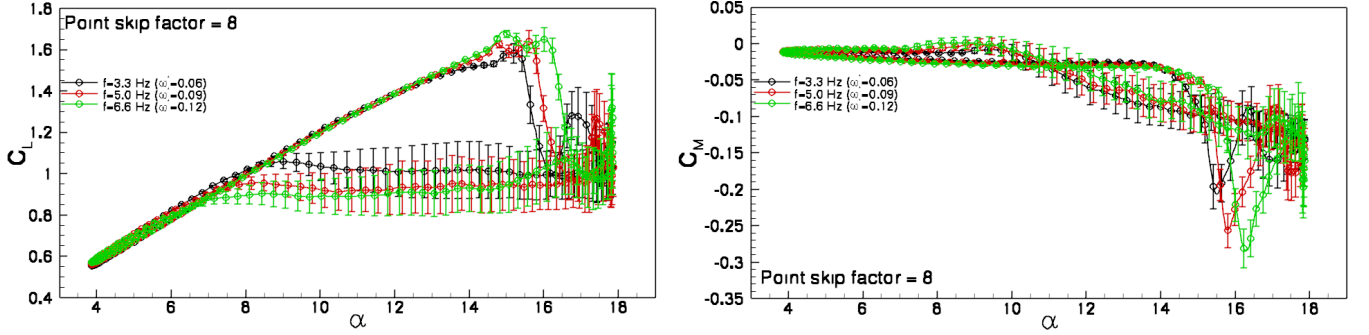 Point skip factor = 8
f=3.3 Hz (ω=0.06)
f=5.0 Hz (ω=0.09)
f=6.6 Hz (ω=0.12)
1.8
1.6
1.4
1.2
1
0.8
0.6
0.4
C_L
4 6 8 10 12 14 16 18
α
0
-0.05
-0.1
-0.15
-0.2
-0.25
-0.3
-0.35
C_M
f=3.3 Hz (ω=0.06)
f=5.0 Hz (ω=0.09)
f=6.6 Hz (ω=0.12)
Point skip factor = 8
4 6 8 10 12 14 16 18
α